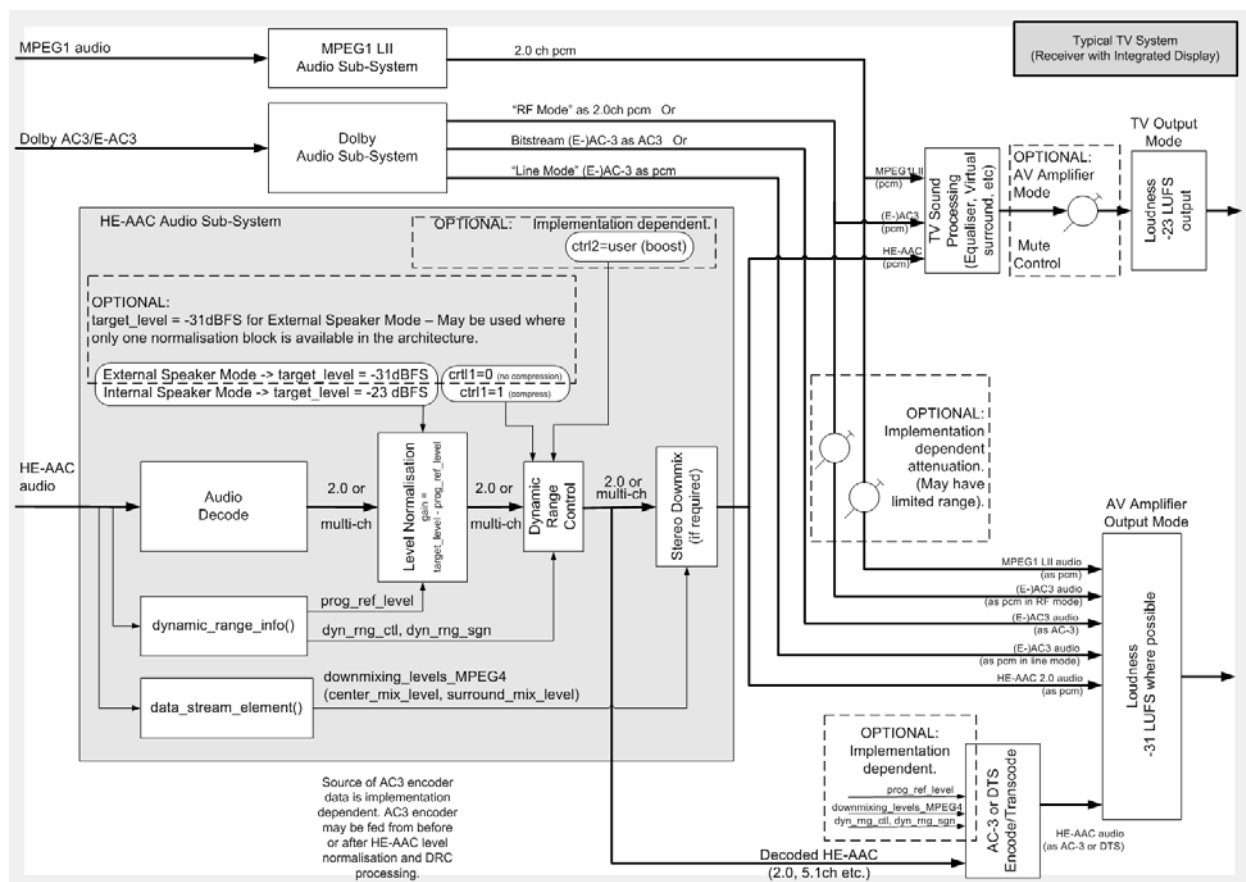 MPEG1 audio
MPEG1 LII
Audio Sub-System
2.0 ch pcm
Typical TV System
(Receiver with Integrated Display)
Dolby AC3/E-AC3
Dolby
Audio Sub-System
“RF Mode” as 2.0ch pcm Or
Bitstream (E-)AC-3 as AC3 Or
“Line Mode” (E-)AC-3 as pcm
MPEG1LII
(pcm)
(E-)AC3
(pcm)
HE-AAC
(pcm)
TV Sound
Processing
(Equaliser, Virtual
surround, etc)
OPTIONAL:
AV Amplifier
Mode
Mute
Control
TV Output
Mode
Loudness
-23 LUFS
output
HE-AAC Audio Sub-System
OPTIONAL: Implementation dependent.
ctrl2=user (boost)
OPTIONAL:
target_level = -31dBFS for External Speaker Mode – May be used where
only one normalisation block is available in the architecture.
External Speaker Mode -> target_level = -31dBFS
Internal Speaker Mode -> target_level = -23 dBFS
crtl1=0 (no compression)
ctrl1=1 (compress)
HE-AAC
audio
Audio
Decode
2.0 or
multi-ch
Level Normalisation
gain =
target_level - prog_ref_level
2.0 or
multi-ch
Dynamic
Range
Control
2.0 or
multi-ch
Stereo Downmix
(if required)
dynamic_range_info()
prog_ref_level
dyn_rng_ctl, dyn_rng_sgn
data_stream_element()
downmixing_levels_MPEG4
(center_mix_level, surround_mix_level)
OPTIONAL:
Implementation
dependent
attenuation.
(May have
limited range).
AV Amplifier
Output Mode
MPEG1 LII audio
(as pcm)
(E-)AC3 audio
(as pcm in RF mode)
(E-)AC3 audio
(as AC-3)
(E-)AC3 audio
(as pcm in line mode)
HE-AAC 2.0 audio
(as pcm)
Loudness
-31 LUFS where possible
Source of AC3 encoder
data is implementation
dependent. AC3 encoder
may be fed from before
or after HE-AAC level
normalisation and DRC
processing.
OPTIONAL:
Implementation
dependent.
prog_ref_level
downmixing_levels_MPEG4
dyn_rng_ctl, dyn_rng_sgn
AC-3 or DTS
Encode/Transcode
HE-AAC audio
(as AC-3 or DTS)
Decoded HE-AAC
(2.0, 5.1ch etc.)